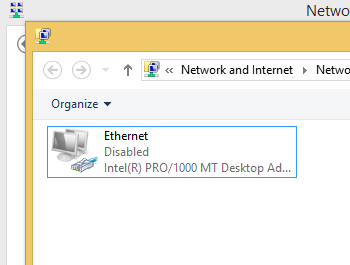 Netwo
« Network and Internet ▸ Netwo
Organize ▾
Ethernet
Disabled
Intel(R) PRO/1000 MT Desktop Ad...